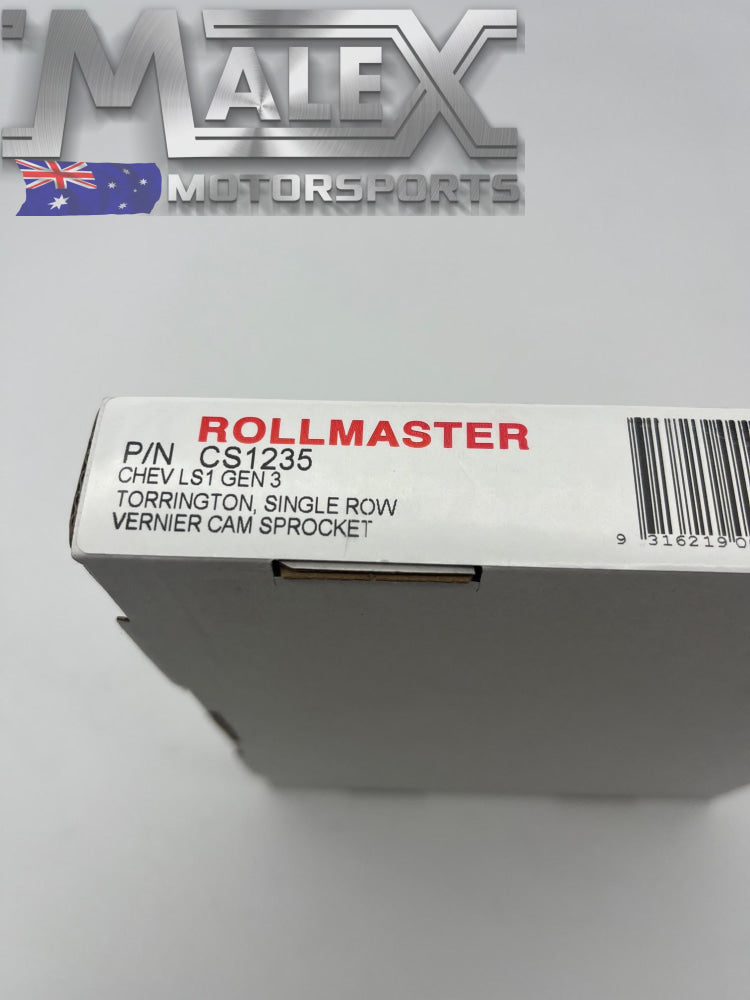 MALEX
MOTORSPORTS
ROLLMASTER
P/N CS1235
CHEV LS1 GEN 3
TORRINGTON, SINGLE ROW
VERNIER CAM SPROCKET
9 316219 0